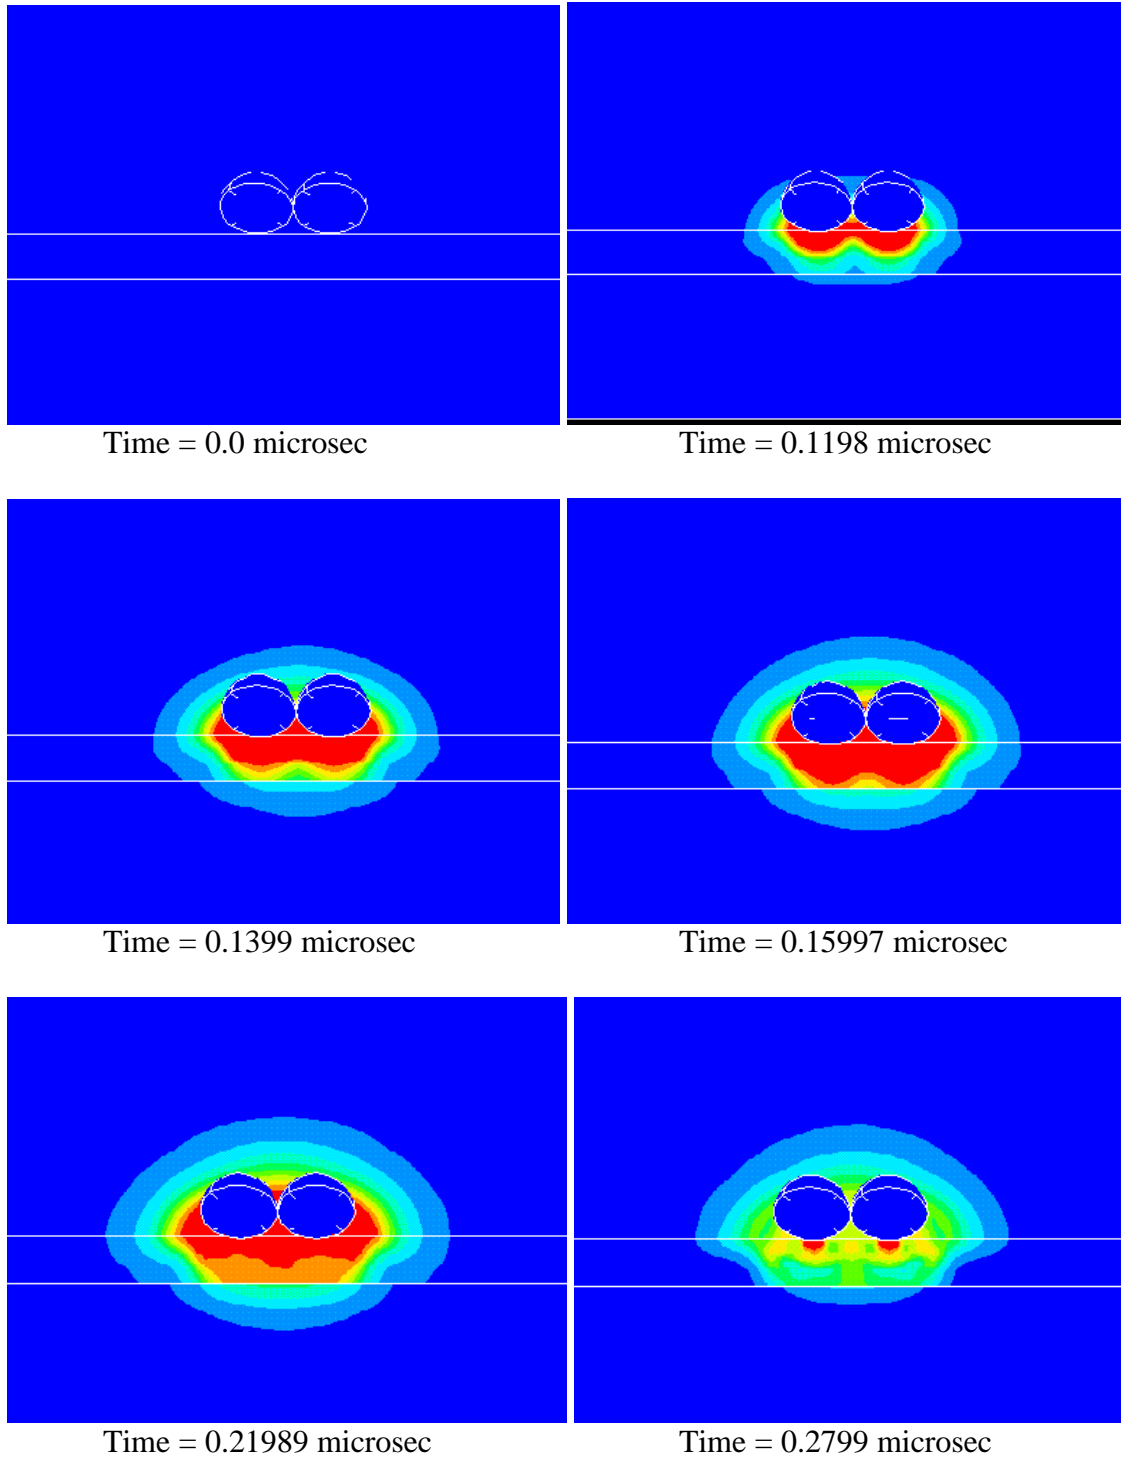 Time = 0.0 microsec
Time = 0.1198 microsec
Time = 0.1399 microsec
Time = 0.15997 microsec
Time = 0.21989 microsec
Time = 0.2799 microsec